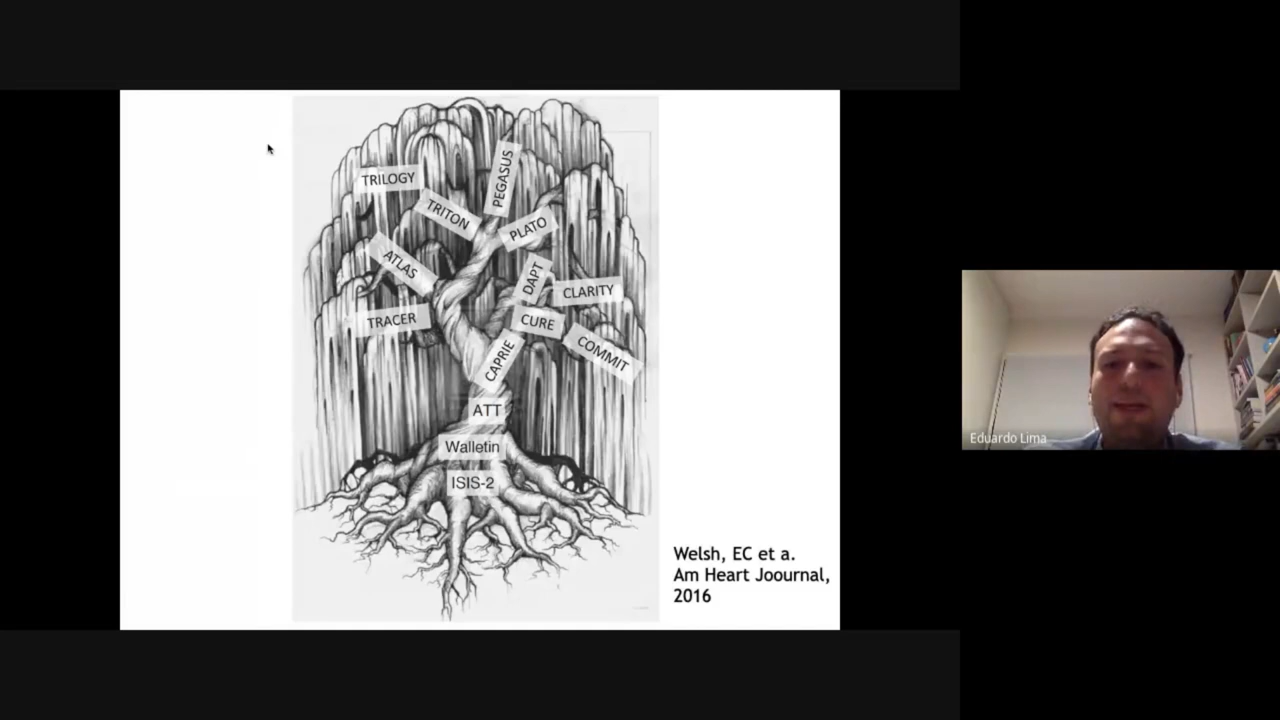 PEGASUS
TRILOGY
TRITON
PLATO
ATLAS
DAPT
CLARITY
TRACER
CURE
COMMIT
CAPRIE
ATT
Walletin
ISIS-2
Welsh, EC et a.
Am Heart Joournal,
2016
Eduardo Lima